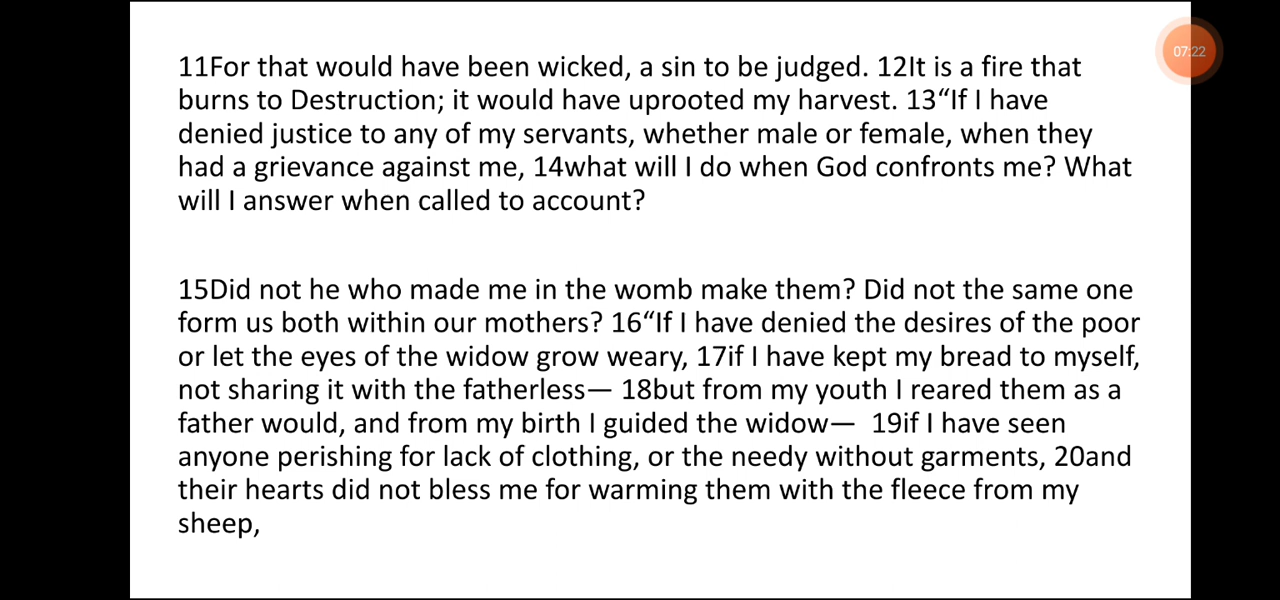 11For that would have been wicked, a sin to be judged. 12It is a fire that
burns to Destruction; it would have uprooted my harvest. 13“If I have
denied justice to any of my servants, whether male or female, when they
had a grievance against me, 14what will I do when God confronts me? What
will I answer when called to account?
15Did not he who made me in the womb make them? Did not the same one
form us both within our mothers? 16“If I have denied the desires of the poor
or let the eyes of the widow grow weary, 17if I have kept my bread to myself,
not sharing it with the fatherless— 18but from my youth I reared them as a
father would, and from my birth I guided the widow— 19if I have seen
anyone perishing for lack of clothing, or the needy without garments, 20and
their hearts did not bless me for warming them with the fleece from my
sheep,
07:22